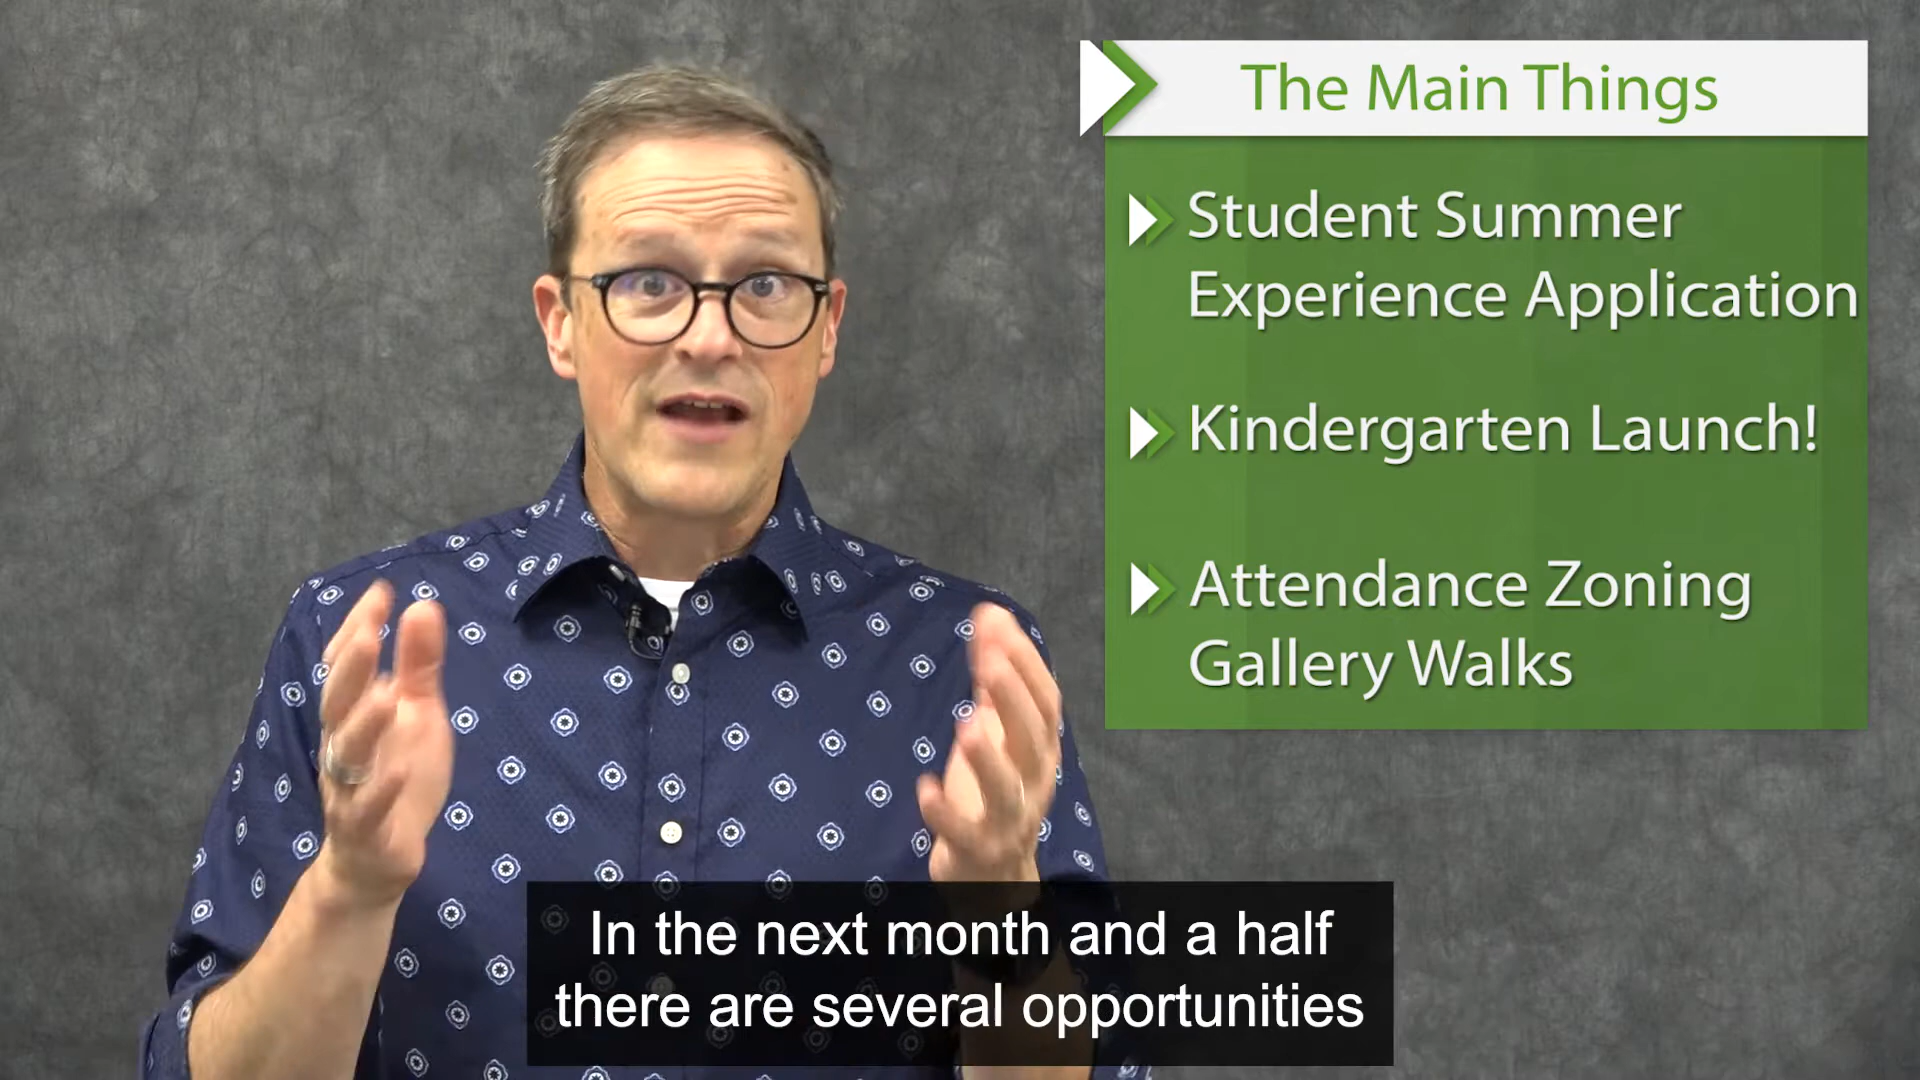 The Main Things
Student Summer
Experience Application
Kindergarten Launch!
Attendance Zoning
Gallery Walks
In the next month and a half
there are several opportunities